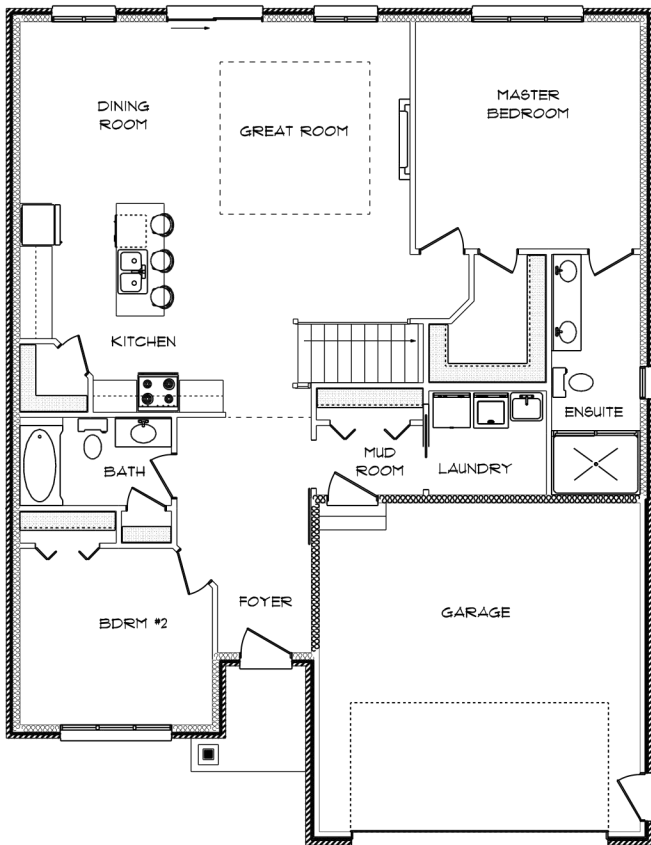 DINING
ROOM
GREAT ROOM
MASTER
BEDROOM
KITCHEN
ENSUITE
BATH
MUD
ROOM
LAUNDRY
FOYER
BDRM #2
GARAGE